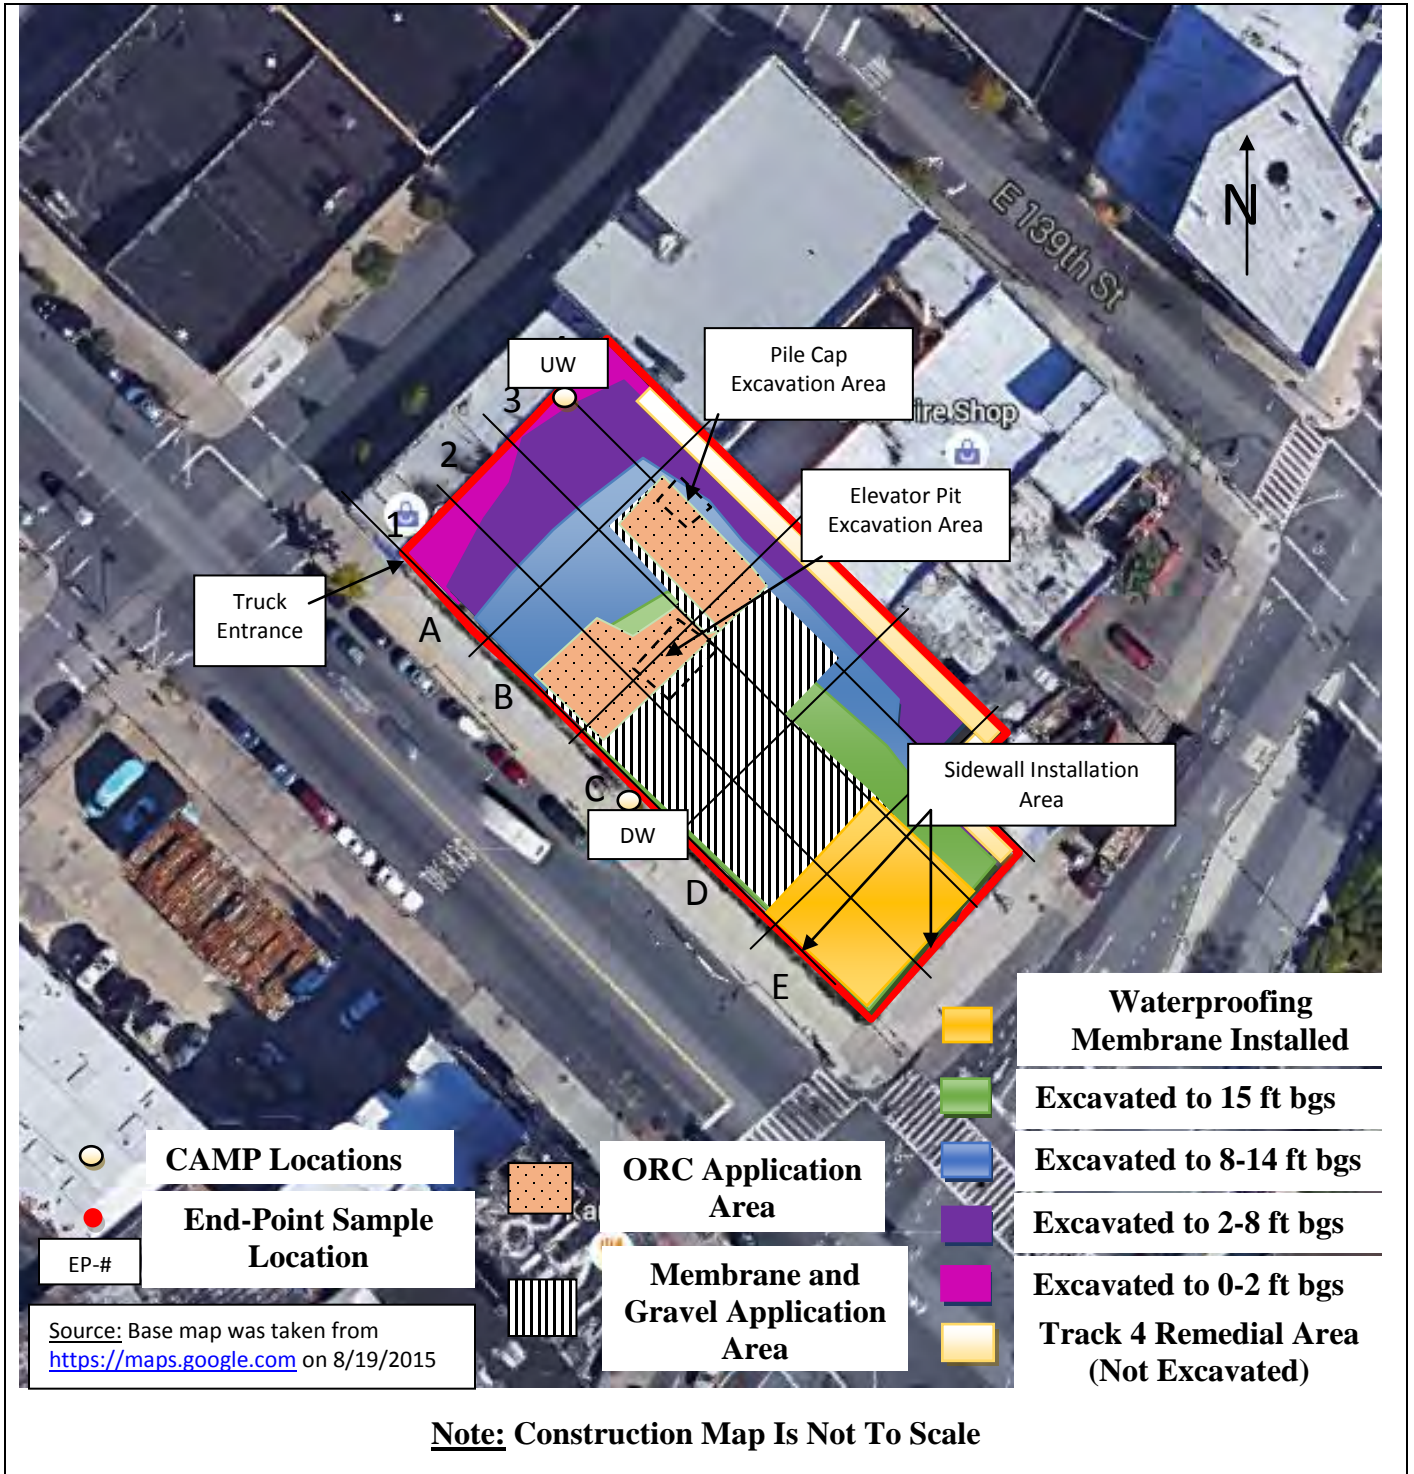 E 139th St
N
UW
Pile Cap
Excavation Area
3
ire Shop
2
Elevator Pit
Excavation Area
1
Truck
Entrance
A
B
Sidewall Installation
Area
C
DW
D
E
Waterproofing
Membrane Installed
Excavated to 15 ft bgs
Excavated to 8-14 ft bgs
Excavated to 2-8 ft bgs
Excavated to 0-2 ft bgs
Track 4 Remedial Area
(Not Excavated)
CAMP Locations
End-Point Sample
Location
EP-#
ORC Application
Area
Ka
Membrane and
Gravel Application
Area
Source: Base map was taken from
https://maps.google.com on 8/19/2015
Note: Construction Map Is Not To Scale